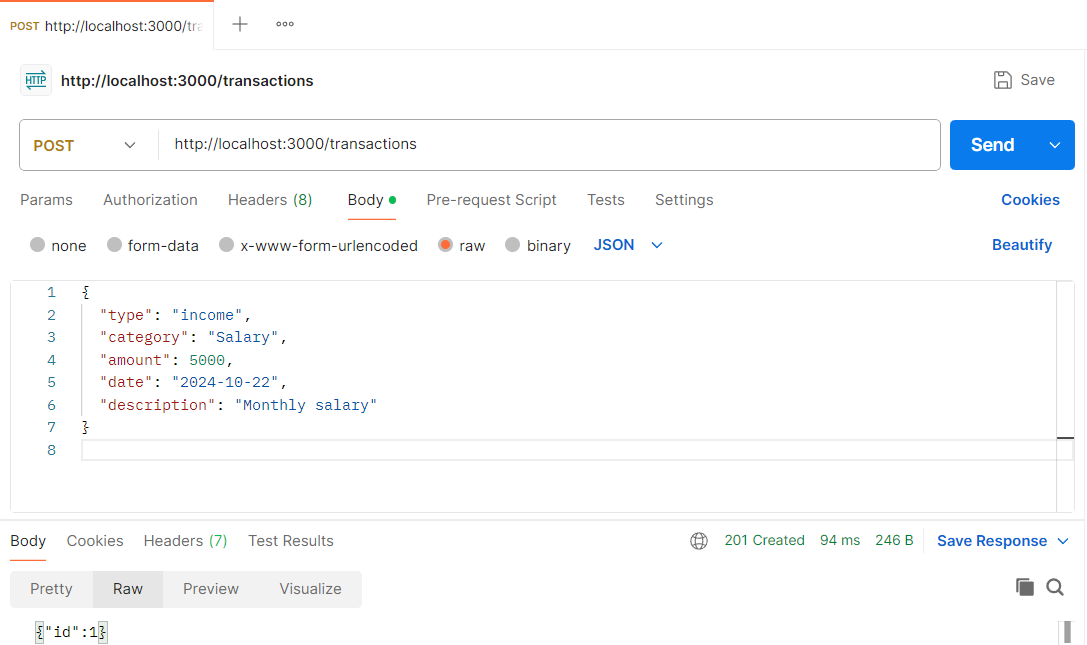 POST http://localhost:3000/tra
HTTP http://localhost:3000/transactions Save
POST http://localhost:3000/transactions Send
Params Authorization Headers (8) Body Pre-request Script Tests Settings Cookies
none form-data x-www-form-urlencoded raw binary JSON Beautify
1 {
2 "type": "income",
3 "category": "Salary",
4 "amount": 5000,
5 "date": "2024-10-22",
6 "description": "Monthly salary"
7 }
8
Body Cookies Headers (7) Test Results 201 Created 94 ms 246 B Save Response
Pretty Raw Preview Visualize
{"id":1}